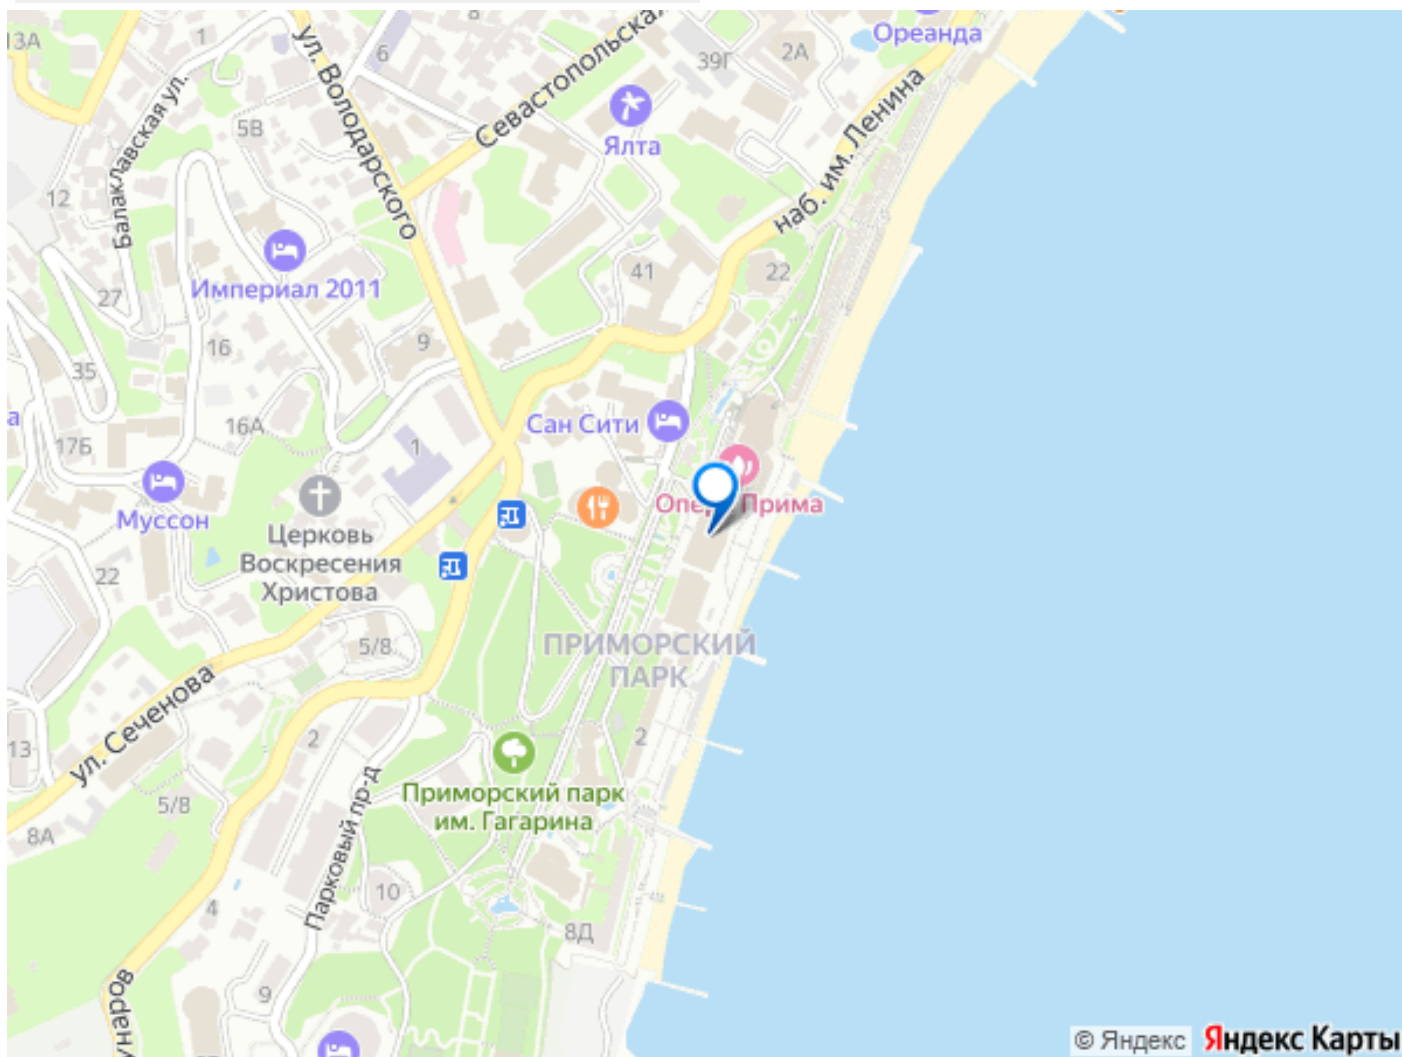 Ореанда
13А
1
6
39Г
2А
ул. Володарского
Севастопольская
Ялта
5В
Балаклавская ул.
12
наб. им. Ленина
Империал 2011
27
41
22
16
9
35
16А
Сан Сити
а
17Б
1
Муссон
Опера Прима
Церковь
Воскресения
Христова
22
5/8
ПРИМОРСКИЙ
ПАРК
ул. Сеченова
13
2
2
Приморский парк
им. Гагарина
5/8
8А
Парковый пр-д
10
4
8Д
9
унаров
© Яндекс Яндекс Карты